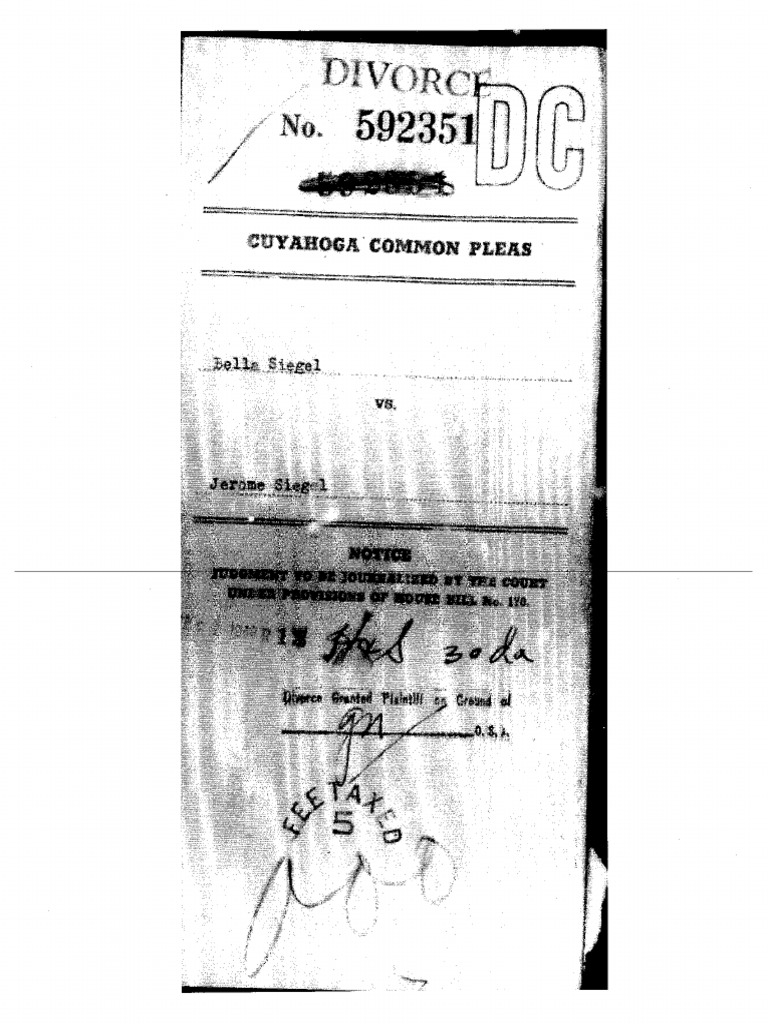 DIVORCE
DC
No. 592351
CUYAHOGA COMMON PLEAS
Bella Siegel
VS.
Jerome Siegel
NOTICE
JUDGMENT TO BE JOURNALIZED BY THE COURT
UNDER PROVISIONS OF HOUSE BILL No. 170.
30 da
Divorce Granted Plaintiff on Ground of
gn
O. S. A.
FEE TAXED
5